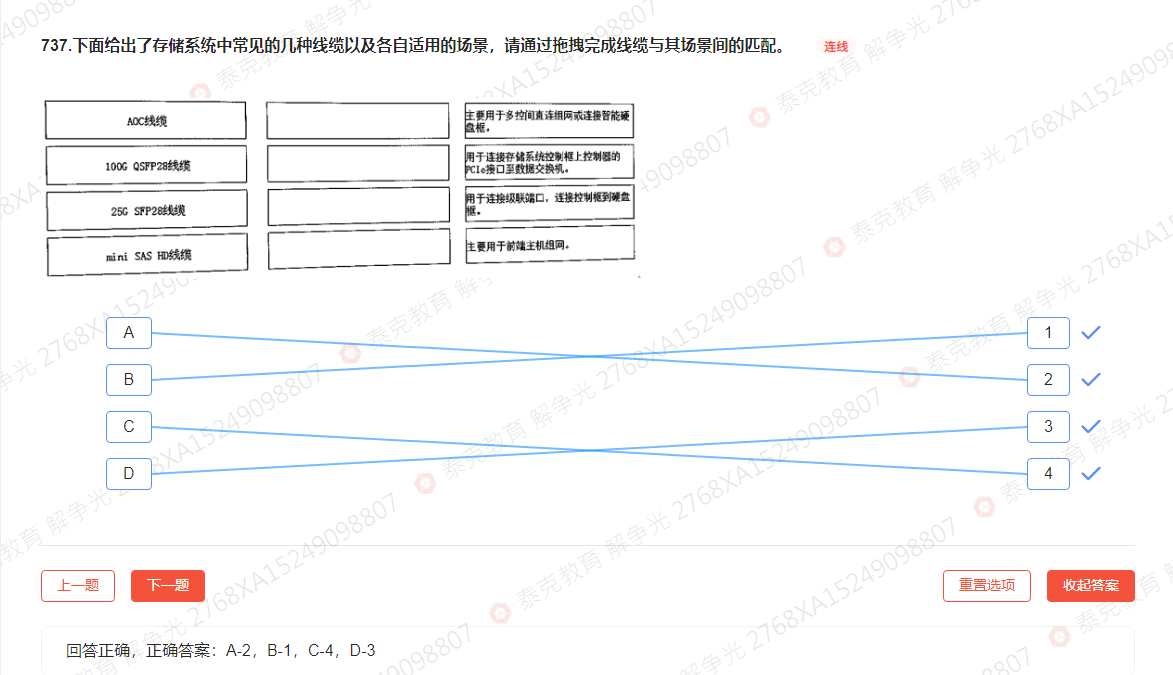 737.下面给出了存储系统中常见的几种线缆以及各自适用的场景，请通过拖拽完成线缆与其场景间的匹配。 连线
AOC线缆
主要用于多控间直连组网或连接智能硬
盘框。
100G QSFP28线缆
用于连接存储系统控制框上控制器的
PCIe接口至数据交换机。
25G SFP28线缆
用于连接级联端口，连接控制框到硬盘
框。
mini SAS HD线缆
主要用于前端主机组网。
A
1
B
2
C
3
D
4
上一题 下一题 重置选项 收起答案
回答正确，正确答案：A-2，B-1，C-4，D-3
泰克教育 解争光 2768XA15249098807